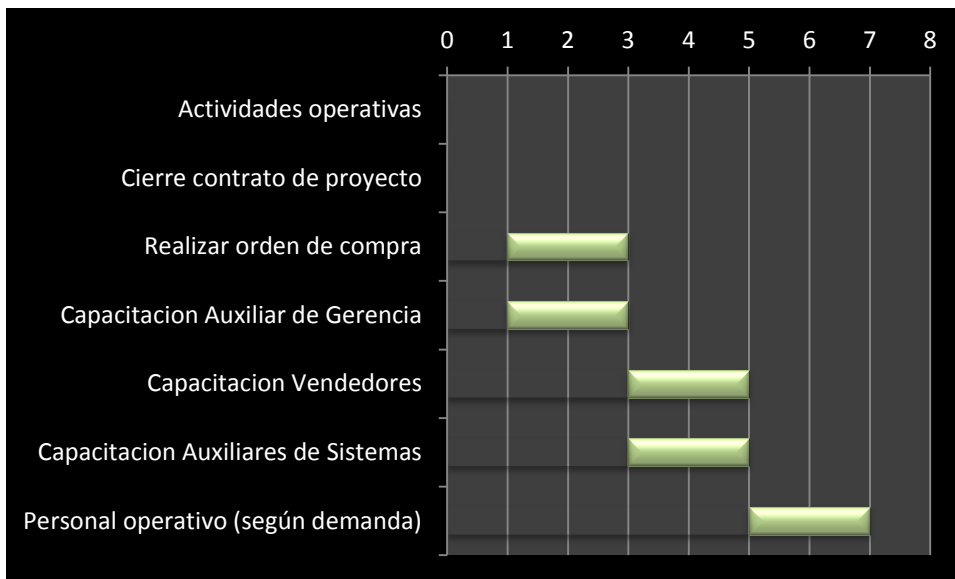 0 1 2 3 4 5 6 7 8
Actividades operativas
Cierre contrato de proyecto
Realizar orden de compra
Capacitacion Auxiliar de Gerencia
Capacitacion Vendedores
Capacitacion Auxiliares de Sistemas
Personal operativo (según demanda)